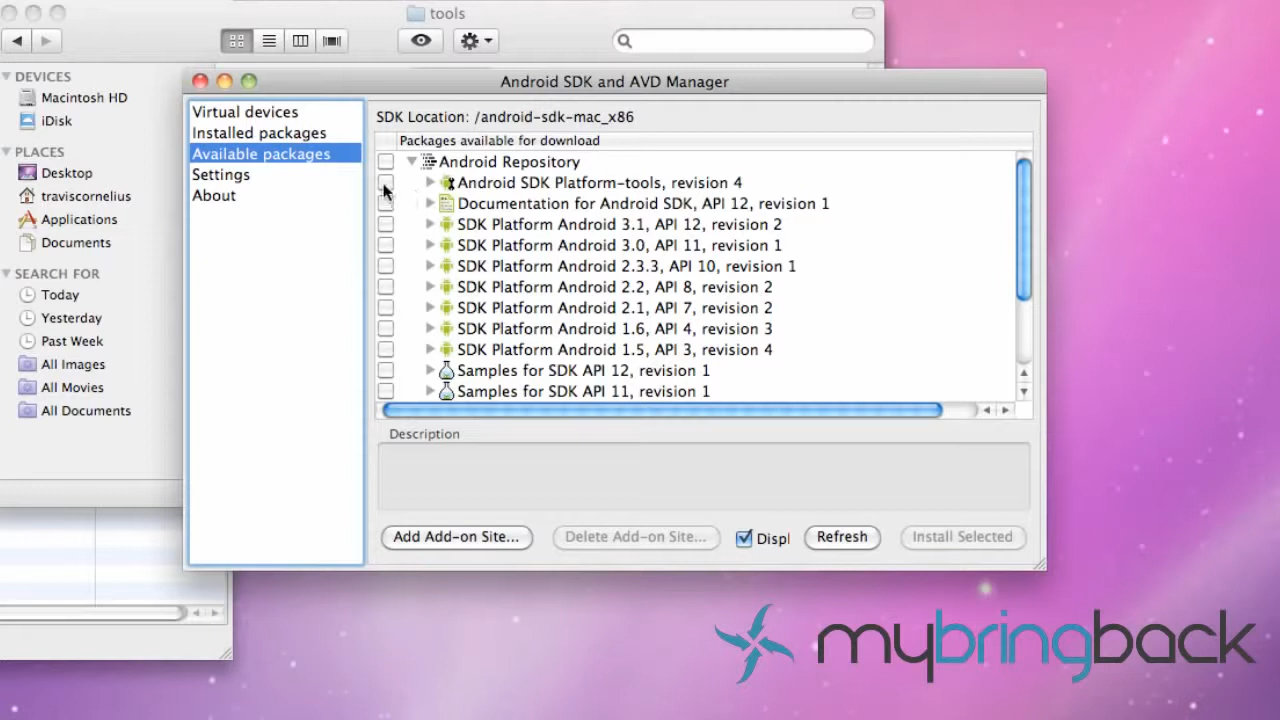 tools
DEVICES
Macintosh HD
iDisk
PLACES
Desktop
traviscornelius
Applications
Documents
SEARCH FOR
Today
Yesterday
Past Week
All Images
All Movies
All Documents
Android SDK and AVD Manager
Virtual devices
Installed packages
Available packages
Settings
About
SDK Location: /android-sdk-mac_x86
Packages available for download
Android Repository
Android SDK Platform-tools, revision 4
Documentation for Android SDK, API 12, revision 1
SDK Platform Android 3.1, API 12, revision 2
SDK Platform Android 3.0, API 11, revision 1
SDK Platform Android 2.3.3, API 10, revision 1
SDK Platform Android 2.2, API 8, revision 2
SDK Platform Android 2.1, API 7, revision 2
SDK Platform Android 1.6, API 4, revision 3
SDK Platform Android 1.5, API 3, revision 4
Samples for SDK API 12, revision 1
Samples for SDK API 11, revision 1
Description
Add Add-on Site... Delete Add-on Site... Displ Refresh Install Selected
mybringback